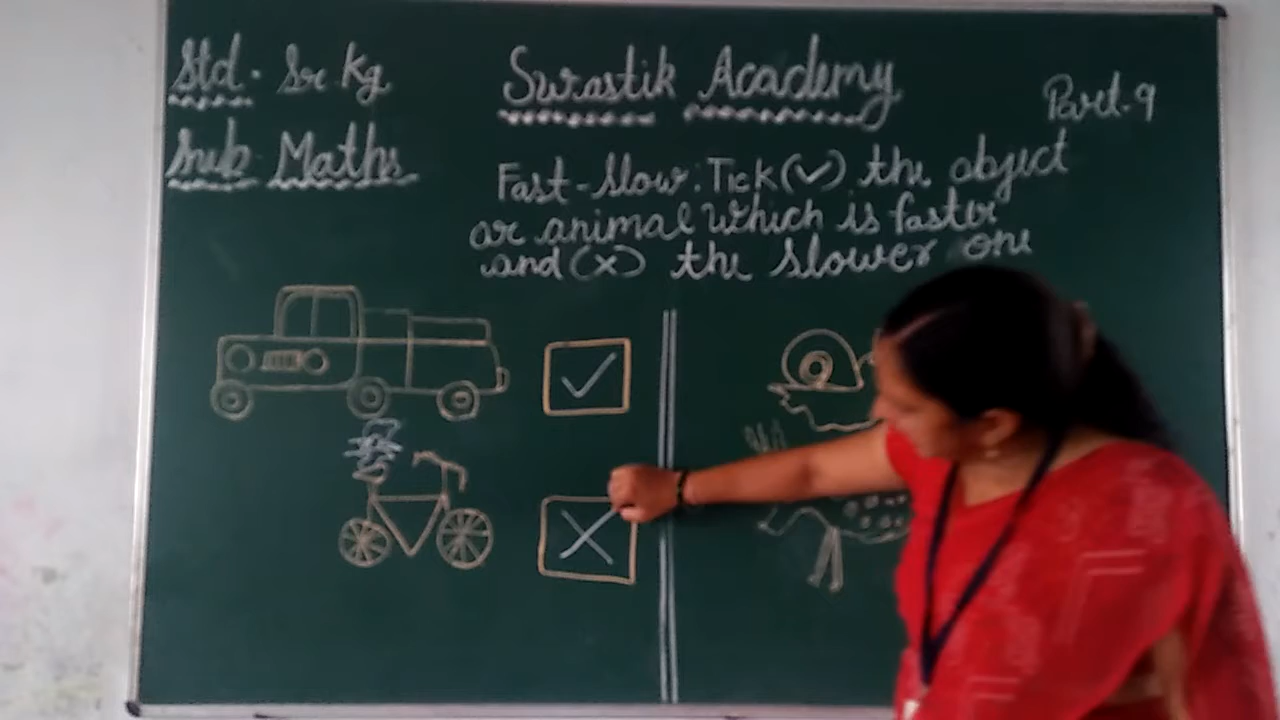 Std. Sr Kg
Swastik Academy
Part-9
Sub Maths
Fast-Slow: Tick(✓) the object
or animal which is faster
and (x) the slower one